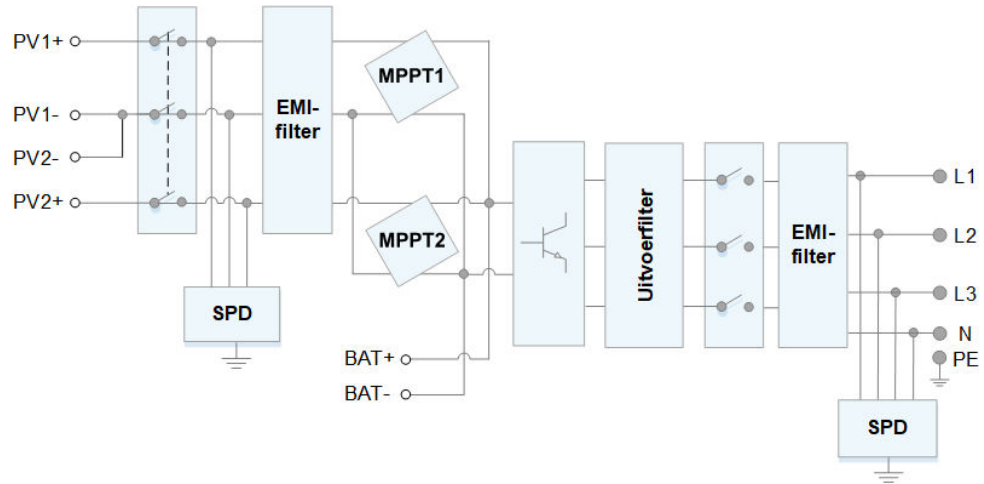 PV1+
PV1-
PV2-
PV2+
EMI-
filter
SPD
MPPT1
MPPT2
BAT+
BAT-
Uitvoerfilter
EMI-
filter
L1
L2
L3
N
PE
SPD